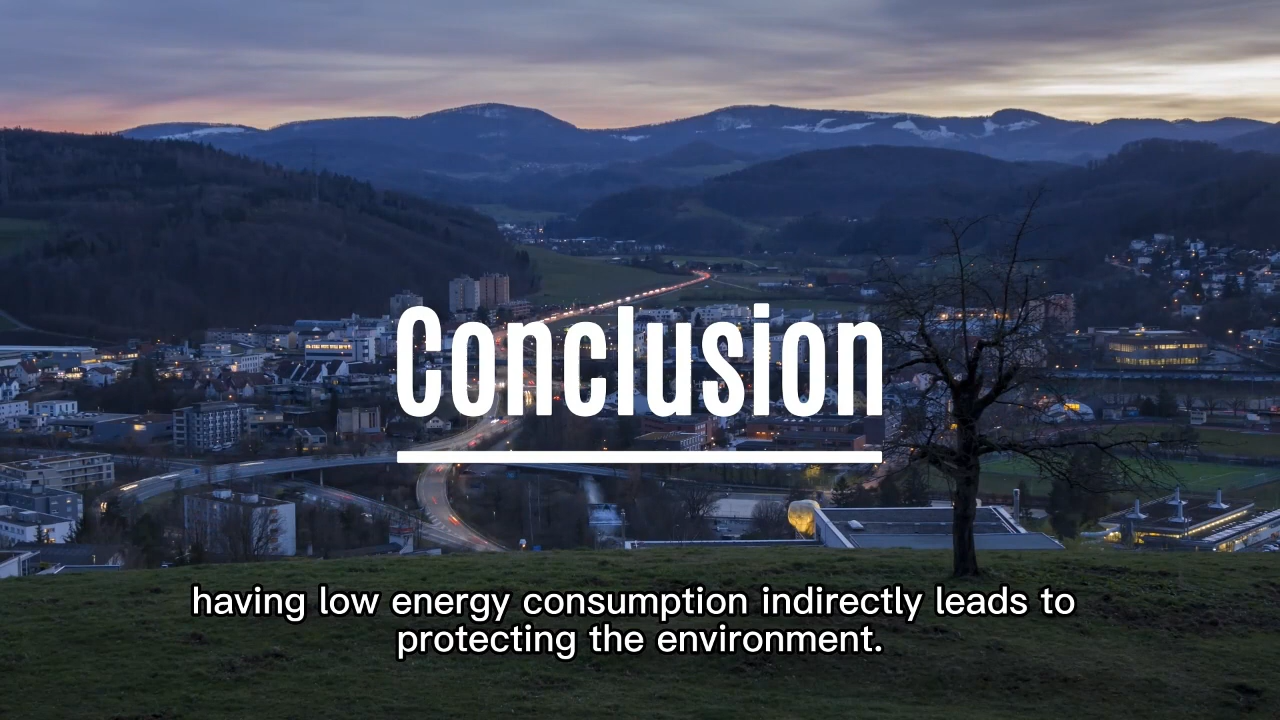 Conclusion
having low energy consumption indirectly leads to
protecting the environment.